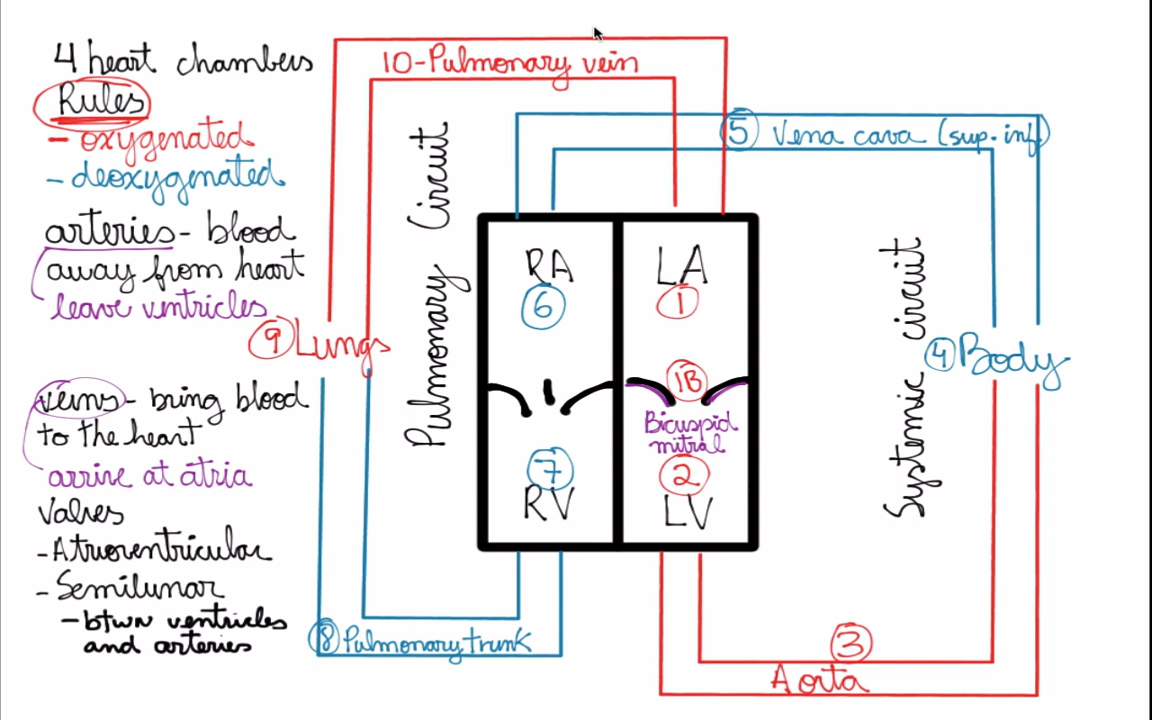 4 heart chambers
Rules
- oxygenated
- deoxygenated
arteries - blood
away from heart
leave ventricles
veins - bring blood
to the heart
arrive at atria
Valves
- Atrioventricular
- Semilunar
- btwn ventricles
and arteries
10-Pulmonary vein
5 Vena cava (sup. inf)
Pulmonary Circuit
9 Lungs
RA
6
LA
1
1B
Bicuspid
mitral
7
RV
2
LV
Systemic circuit
4 Body
8 Pulmonary trunk
3
Aorta